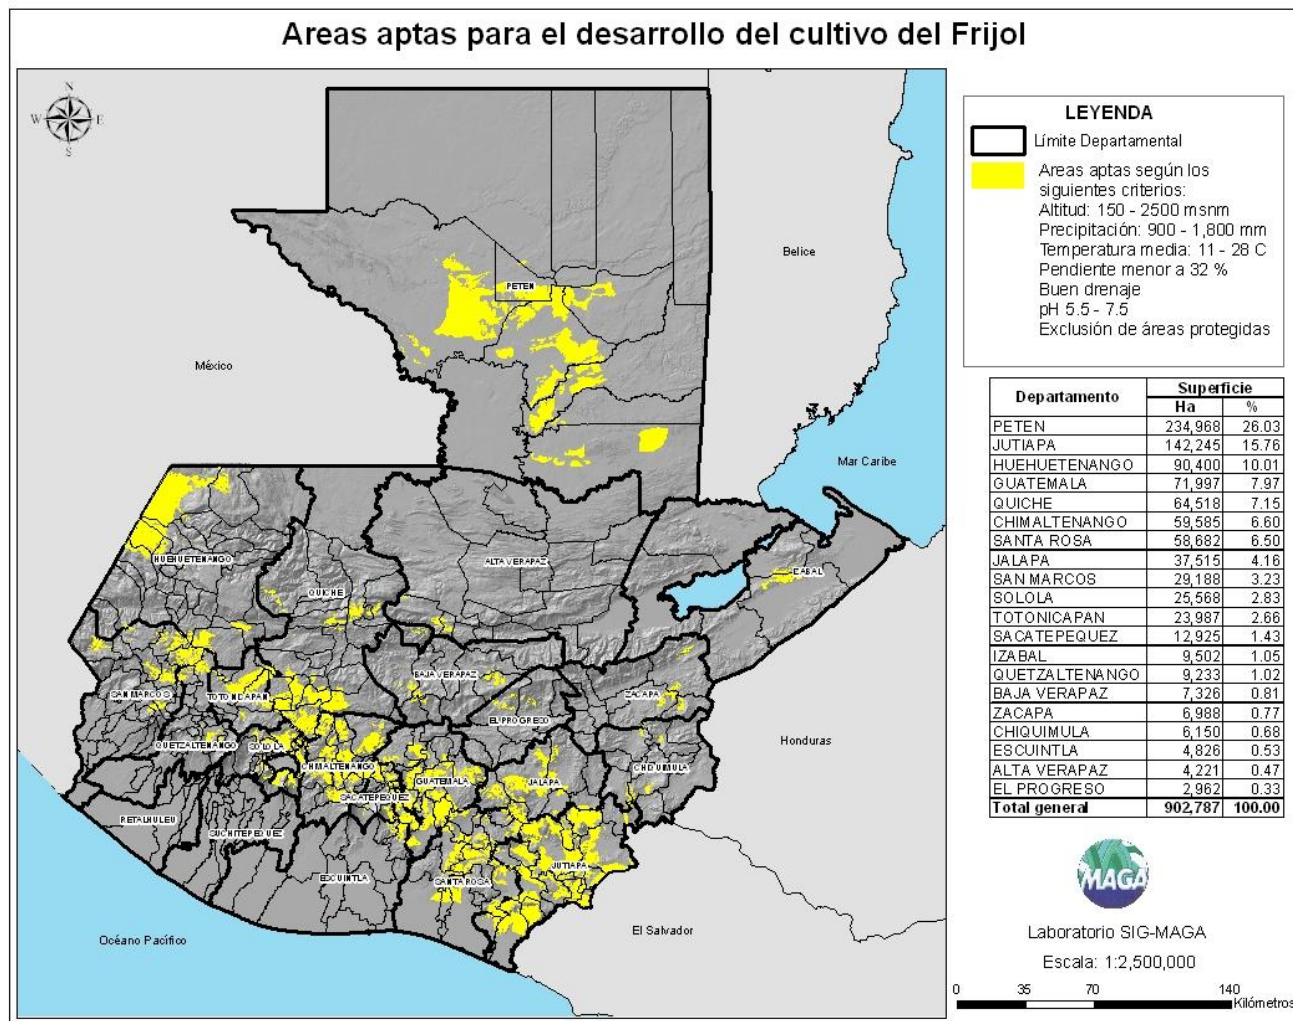 Areas aptas para el desarrollo del cultivo del Frijol
N
W E
S
México
Belice
Mar Caribe
Honduras
El Salvador
Océano Pacífico
PETEN
HUEHUETENANGO
QUICHE
ALTA VERAPAZ
IZABAL
SAN MARCOS
TOTONICAPAN
BAJA VERAPAZ
ZACAPA
EL PROGRESO
QUETZALTENANGO
SOLOLA
CHIMALTENANGO
GUATEMALA
JALAPA
CHIQUIMULA
SACATEPEQUEZ
RETALHULEU
SUCHITEPEQUEZ
ESCUINTLA
SANTA ROSA
JUTIAPA
LEYENDA
Límite Departamental
Areas aptas según los
siguientes criterios:
Altitud: 150 - 2500 msnm
Precipitación: 900 - 1,800 mm
Temperatura media: 11 - 28 C
Pendiente menor a 32 %
Buen drenaje
pH 5.5 - 7.5
Exclusión de áreas protegidas
Departamento Superficie
Ha %
PETEN 234,968 26.03
JUTIAPA 142,245 15.76
HUEHUETENANGO 90,400 10.01
GUATEMALA 71,997 7.97
QUICHE 64,518 7.15
CHIMALTENANGO 59,585 6.60
SANTA ROSA 58,682 6.50
JALAPA 37,515 4.16
SAN MARCOS 29,188 3.23
SOLOLA 25,568 2.83
TOTONICAPAN 23,987 2.66
SACATEPEQUEZ 12,925 1.43
IZABAL 9,502 1.05
QUETZALTENANGO 9,233 1.02
BAJA VERAPAZ 7,326 0.81
ZACAPA 6,988 0.77
CHIQUIMULA 6,150 0.68
ESCUINTLA 4,826 0.53
ALTA VERAPAZ 4,221 0.47
EL PROGRESO 2,962 0.33
Total general 902,787 100.00
MAGA
Laboratorio SIG-MAGA
Escala: 1:2,500,000
0 35 70 140
Kilómetros